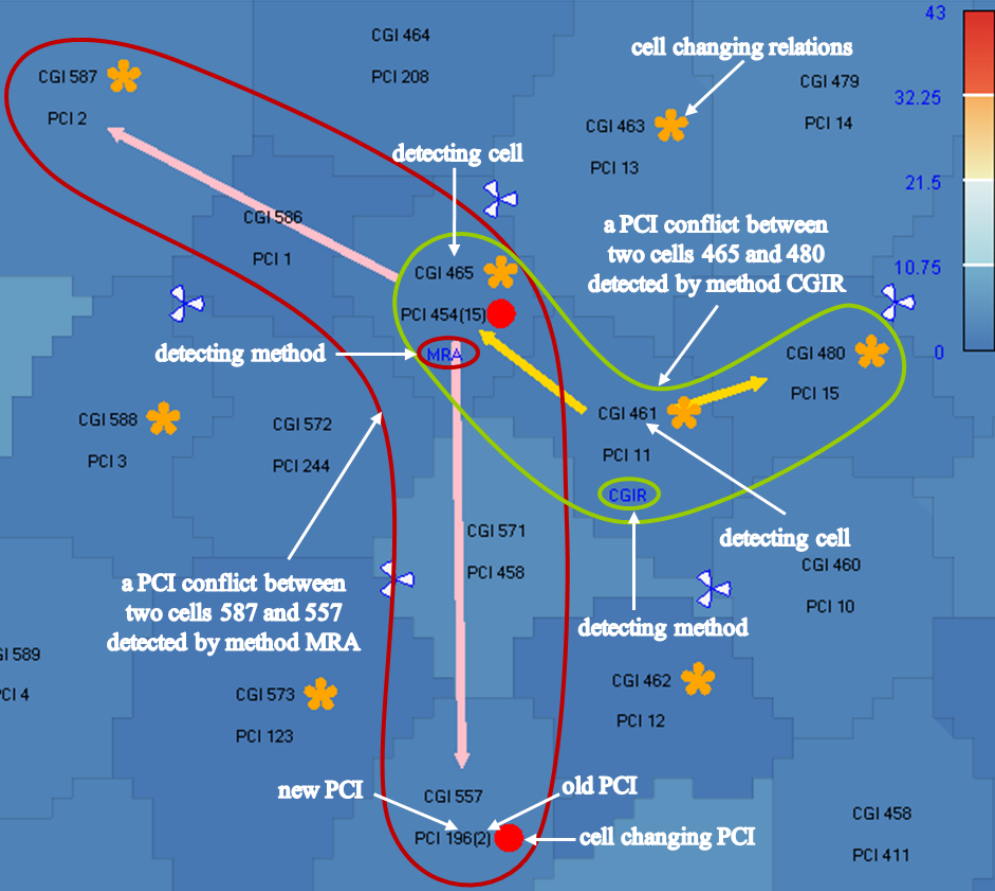 43
CGI 464
cell changing relations
CGI 587
PCI 208
CGI 479
32.25
PCI 2
CGI 463
PCI 14
detecting cell
PCI 13
21.5
CGI 586
a PCI conflict between
two cells 465 and 480
detected by method CGIR
PCI 1
CGI 465
10.75
PCI 454(15)
detecting method
MRA
CGI 480
0
PCI 15
CGI 588
CGI 572
CGI 461
PCI 3
PCI 244
PCI 11
CGIR
CGI 571
detecting cell
PCI 458
CGI 460
a PCI conflict between
two cells 587 and 557
detected by method MRA
PCI 10
detecting method
GI 589
CGI 462
CI 4
CGI 573
PCI 12
PCI 123
new PCI
CGI 557
old PCI
PCI 196(2)
cell changing PCI
CGI 458
PCI 411